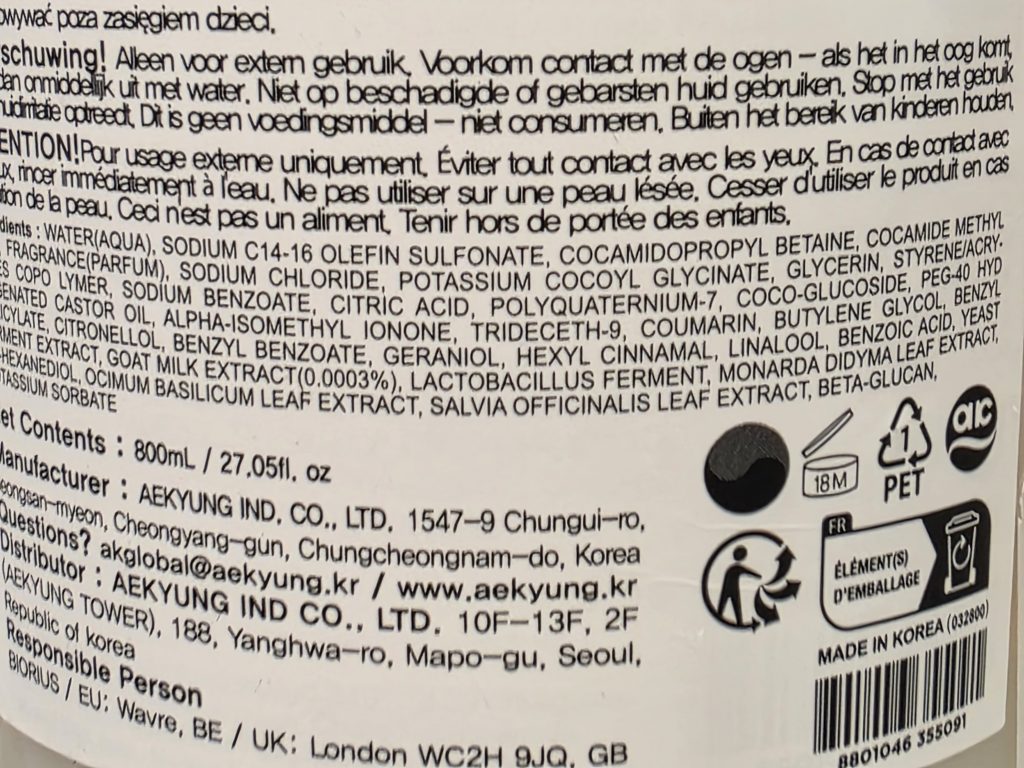 owywać poza zasięgiem dzieci.
schuwing! Alleen voor extern gebruik. Voorkom contact met de ogen – als het in het oog komt,
dan onmiddellijk uit met water. Niet op beschadigde of gebarsten huid gebruiken. Stop met het gebruik
huidirritatie optreedt. Dit is geen voedingsmiddel – niet consumeren. Buiten het bereik van kinderen houden.
ENTION! Pour usage externe uniquement. Éviter tout contact avec les yeux. En cas de contact avec
ux, rincer immédiatement à l'eau. Ne pas utiliser sur une peau lésée. Cesser d'utiliser le produit en cas
tion de la peau. Ceci n'est pas un aliment. Tenir hors de portée des enfants.
dients : WATER(AQUA), SODIUM C14-16 OLEFIN SULFONATE, COCAMIDOPROPYL BETAINE, COCAMIDE METHYL
, FRAGRANCE(PARFUM), SODIUM CHLORIDE, POTASSIUM COCOYL GLYCINATE, GLYCERIN, STYRENE/ACRY-
ES COPO LYMER, SODIUM BENZOATE, CITRIC ACID, POLYQUATERNIUM-7, COCO-GLUCOSIDE, PEG-40 HYD
ENATED CASTOR OIL, ALPHA-ISOMETHYL IONONE, TRIDECETH-9, COUMARIN, BUTYLENE GLYCOL, BENZYL
ICYLATE, CITRONELLOL, BENZYL BENZOATE, GERANIOL, HEXYL CINNAMAL, LINALOOL, BENZOIC ACID, YEAST
RMENT EXTRACT, GOAT MILK EXTRACT(0.0003%), LACTOBACILLUS FERMENT, MONARDA DIDYMA LEAF EXTRACT,
-HEXANEDIOL, OCIMUM BASILICUM LEAF EXTRACT, SALVIA OFFICINALIS LEAF EXTRACT, BETA-GLUCAN,
TASSIUM SORBATE
et Contents : 800mL / 27.05fl. oz
Manufacturer : AEKYUNG IND. CO., LTD. 1547-9 Chungui-ro,
eongsan-myeon, Cheongyang-gun, Chungcheongnam-do, Korea
Questions? akglobal@aekyung.kr / www.aekyung.kr
Distributor : AEKYUNG IND CO., LTD. 10F-13F, 2F
(AEKYUNG TOWER), 188, Yanghwa-ro, Mapo-gu, Seoul,
Republic of korea
Responsible Person
BIORIUS / EU: Wavre, BE / UK: London WC2H 9JQ, GB
18M
1
PET
aic
FR
ÉLÉMENT(S)
D'EMBALLAGE
MADE IN KOREA (032800)
8801046 355091